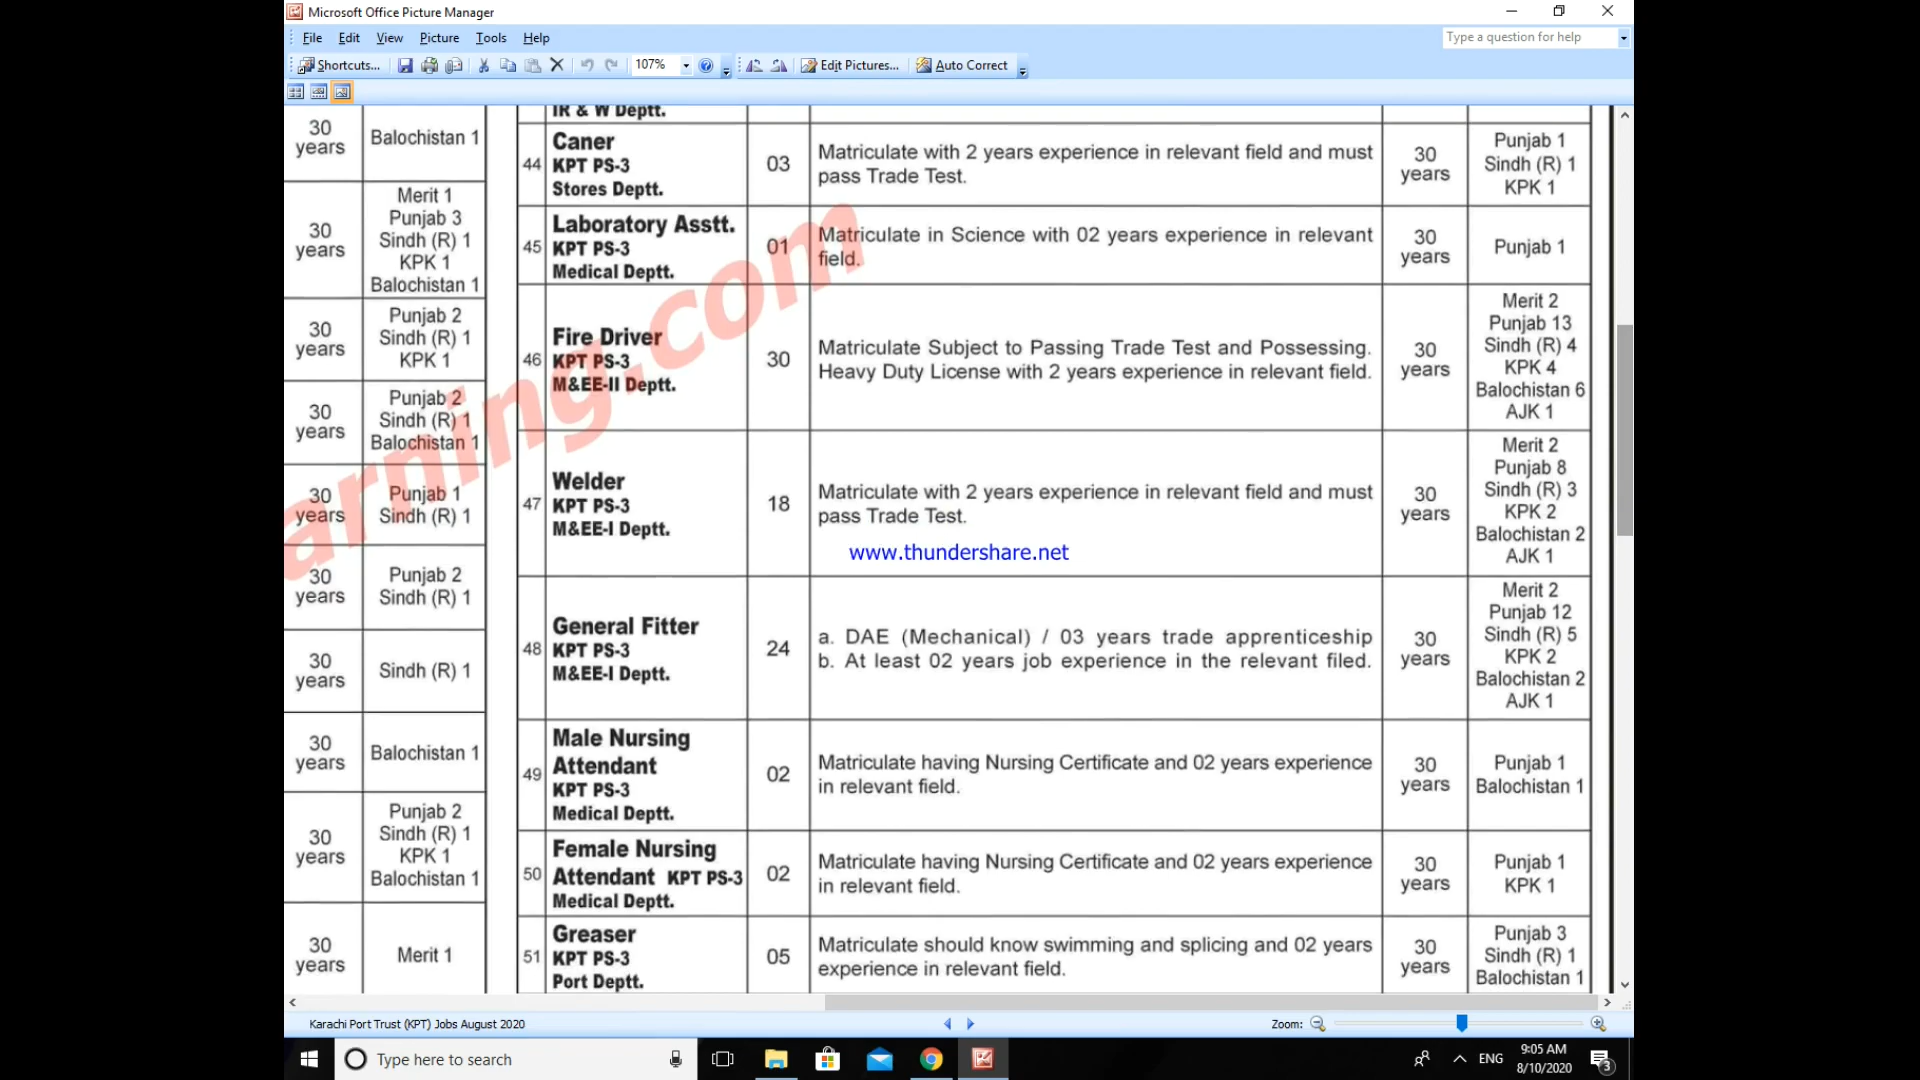 Microsoft Office Picture Manager
File Edit View Picture Tools Help
Type a question for help
Shortcuts... 107% Edit Pictures... Auto Correct
30 years
Balochistan 1
30 years
Merit 1
Punjab 3
Sindh (R) 1
KPK 1
Balochistan 1
30 years
Punjab 2
Sindh (R) 1
KPK 1
30 years
Punjab 2
Sindh (R) 1
Balochistan 1
30 years
Punjab 1
Sindh (R) 1
30 years
Punjab 2
Sindh (R) 1
30 years
Sindh (R) 1
30 years
Balochistan 1
30 years
Punjab 2
Sindh (R) 1
KPK 1
Balochistan 1
30 years
Merit 1
IR & W Deptt.
44
Caner
KPT PS-3
Stores Deptt.
03
Matriculate with 2 years experience in relevant field and must
pass Trade Test.
30 years
Punjab 1
Sindh (R) 1
KPK 1
45
Laboratory Asstt.
KPT PS-3
Medical Deptt.
01
Matriculate in Science with 02 years experience in relevant
field.
30 years
Punjab 1
46
Fire Driver
KPT PS-3
M&EE-II Deptt.
30
Matriculate Subject to Passing Trade Test and Possessing.
Heavy Duty License with 2 years experience in relevant field.
30 years
Merit 2
Punjab 13
Sindh (R) 4
KPK 4
Balochistan 6
AJK 1
47
Welder
KPT PS-3
M&EE-I Deptt.
18
Matriculate with 2 years experience in relevant field and must
pass Trade Test.
www.thundershare.net
30 years
Merit 2
Punjab 8
Sindh (R) 3
KPK 2
Balochistan 2
AJK 1
48
General Fitter
KPT PS-3
M&EE-I Deptt.
24
a. DAE (Mechanical) / 03 years trade apprenticeship
b. At least 02 years job experience in the relevant filed.
30 years
Merit 2
Punjab 12
Sindh (R) 5
KPK 2
Balochistan 2
AJK 1
49
Male Nursing
Attendant
KPT PS-3
Medical Deptt.
02
Matriculate having Nursing Certificate and 02 years experience
in relevant field.
30 years
Punjab 1
Balochistan 1
50
Female Nursing
Attendant KPT PS-3
Medical Deptt.
02
Matriculate having Nursing Certificate and 02 years experience
in relevant field.
30 years
Punjab 1
KPK 1
51
Greaser
KPT PS-3
Port Deptt.
05
Matriculate should know swimming and splicing and 02 years
experience in relevant field.
30 years
Punjab 3
Sindh (R) 1
Balochistan 1
arning.com
Karachi Port Trust (KPT) Jobs August 2020
Zoom:
Type here to search
ENG
9:05 AM
8/10/2020
3